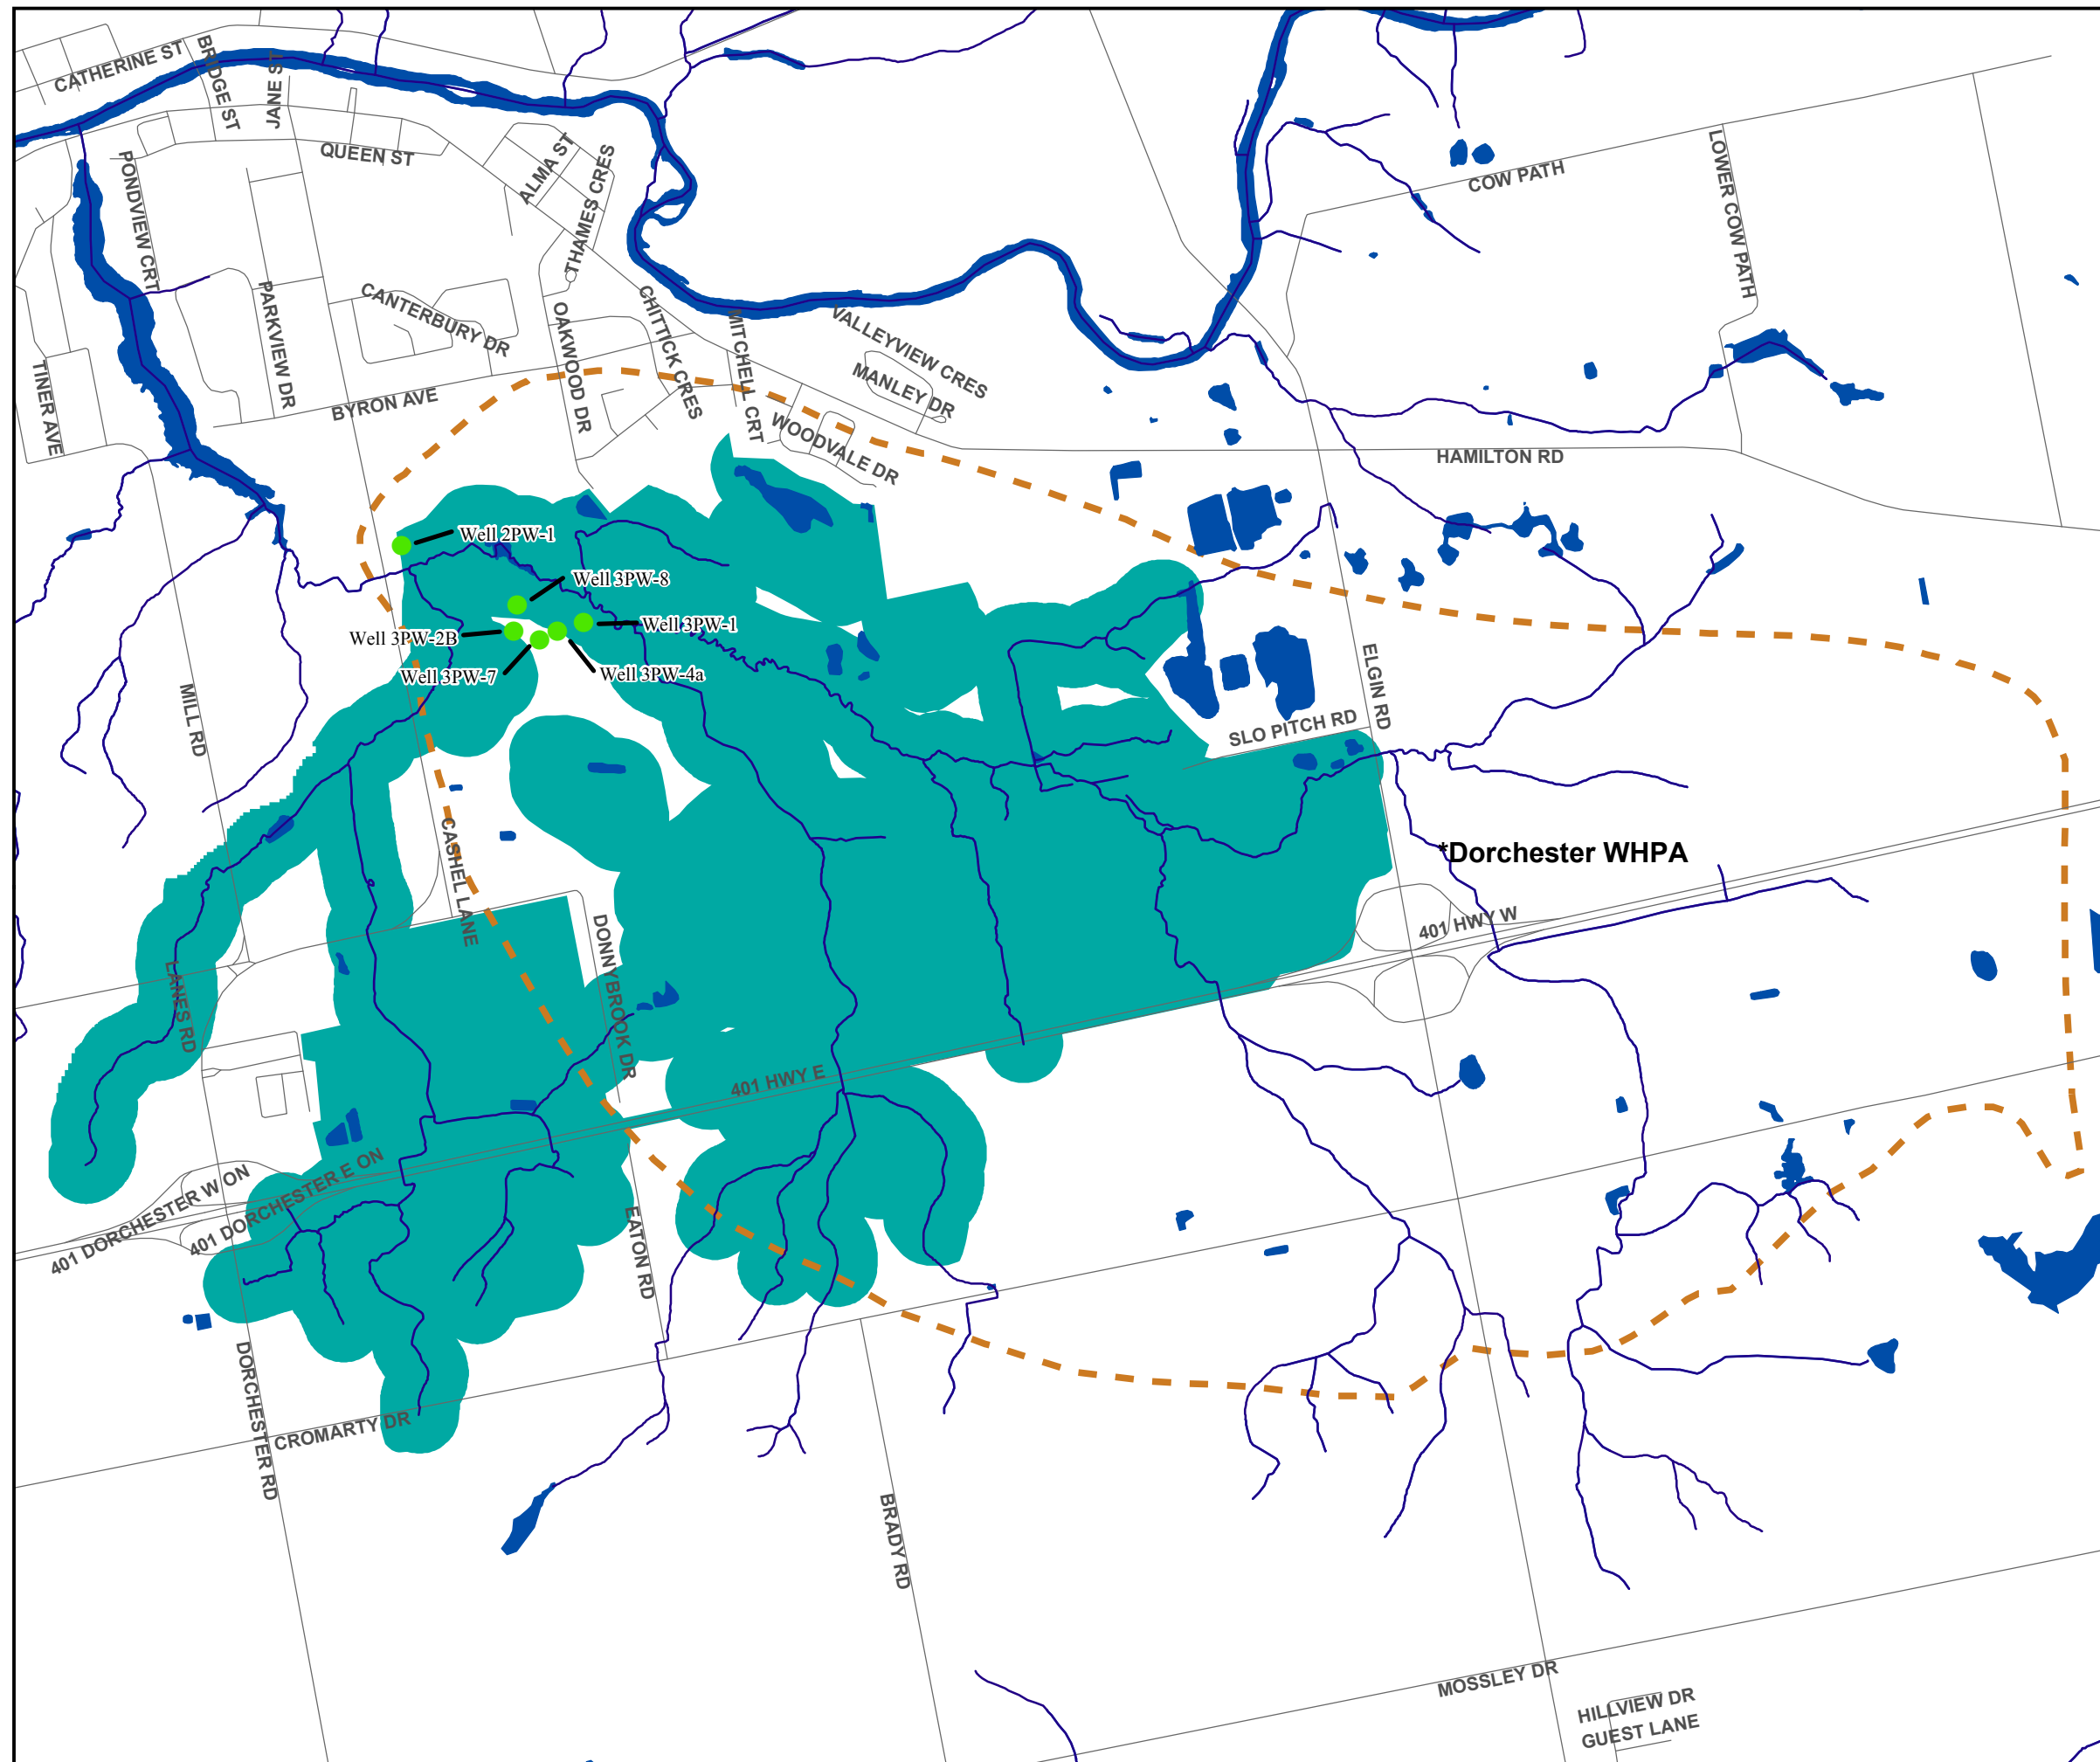 CATHERINE ST
BRIDGE ST
JANE ST
QUEEN ST
ALMA ST
THAMES CRES
PONDVIEW CRT
COW PATH
LOWER COW PATH
PARKVIEW DR
CANTERBURY DR
OAKWOOD DR
CHITTICK CRES
MITCHELL CRT
VALLEYVIEW CRES
MANLEY DR
TINER AVE
BYRON AVE
WOODVALE DR
HAMILTON RD
Well 2PW-1
Well 3PW-8
Well 3PW-1
Well 3PW-2B
Well 3PW-7
Well 3PW-4a
MILL RD
ELGIN RD
SLO PITCH RD
*Dorchester WHPA
CASHEL LANE
401 HWY W
DONNYBROOK DR
LANES RD
401 HWY E
401 DORCHESTER W ON
401 DORCHESTER E ON
EATON RD
DORCHESTER RD
CROMARTY DR
BRADY RD
MOSSLEY DR
HILLVIEW DR
GUEST LANE